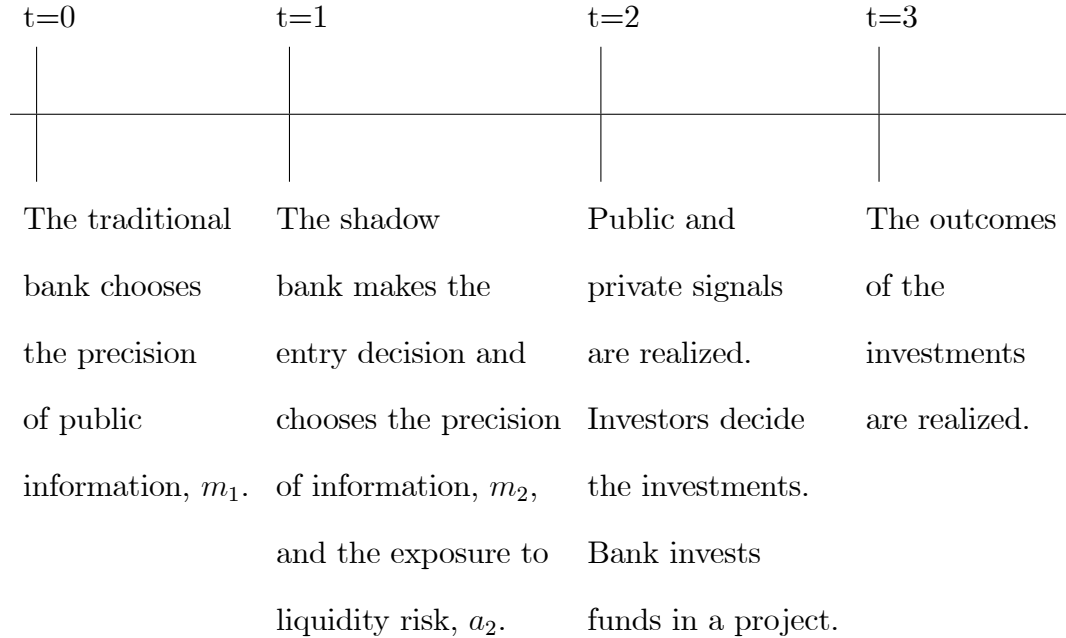 t=0
t=1
t=2
t=3
The traditional
bank chooses
the precision
of public
information, m₁.
The shadow
bank makes the
entry decision and
chooses the precision
of information, m₂,
and the exposure to
liquidity risk, a₂.
Public and
private signals
are realized.
Investors decide
the investments.
Bank invests
funds in a project.
The outcomes
of the
investments
are realized.